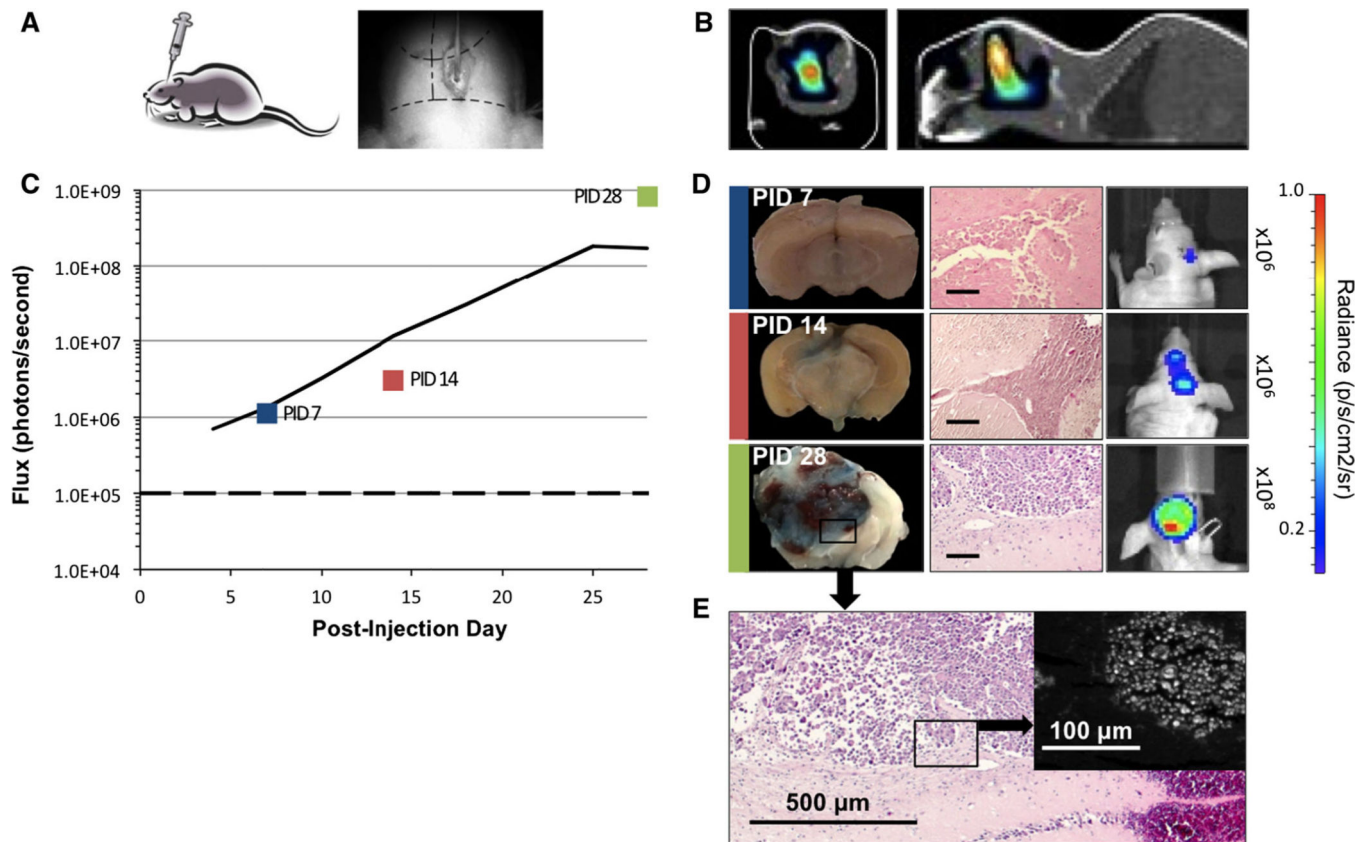 A
B
C
1.0E+09
1.0E+08
1.0E+07
1.0E+06
1.0E+05
1.0E+04
Flux (photons/second)
0
5
10
15
20
25
Post-Injection Day
PID 28
PID 14
PID 7
D
PID 7
PID 14
PID 28
x10⁶
x10⁶
x10⁸
1.0
0.2
Radiance (p/s/cm2/sr)
E
500 µm
100 µm